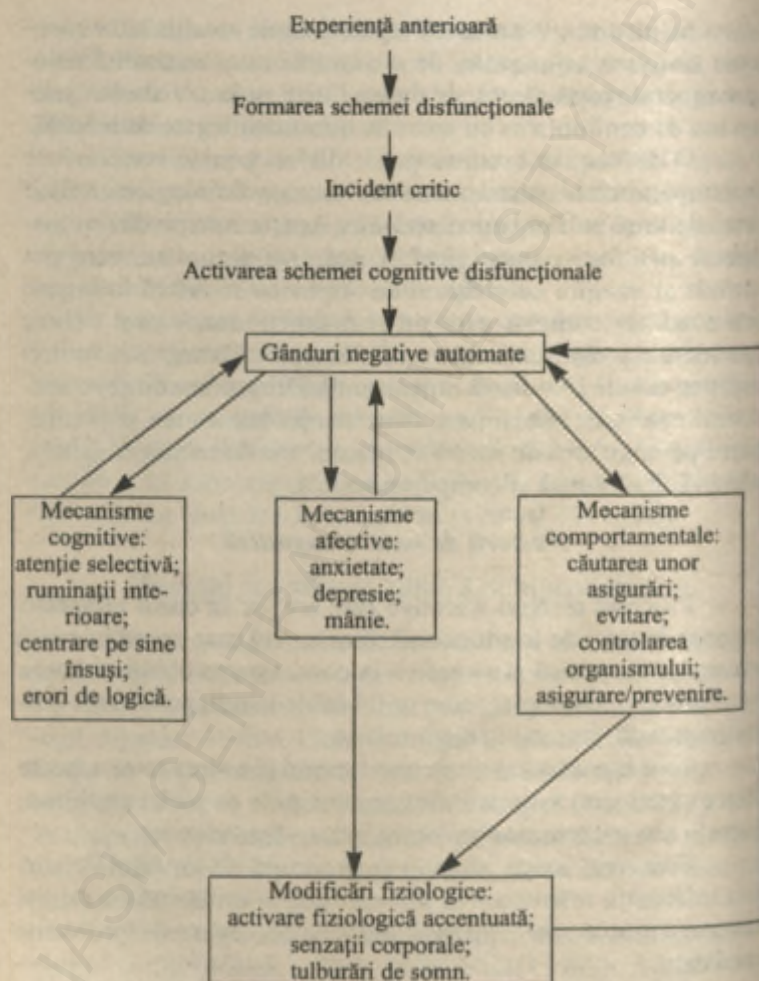 Experiență anterioară
Formarea schemei disfuncționale
Incident critic
Activarea schemei cognitive disfuncționale
Gânduri negative automate
Mecanisme
cognitive:
atenție selectivă;
ruminații inte-
rioare;
centrare pe sine
însuși;
erori de logică.
Mecanisme
afective:
anxietate;
depresie;
mânie.
Mecanisme
comportamentale:
căutarea unor
asigurări;
evitare;
controlarea
organismului;
asigurare/prevenire.
Modificări fiziologice:
activare fiziologică accentuată;
senzații corporale;
tulburări de somn.